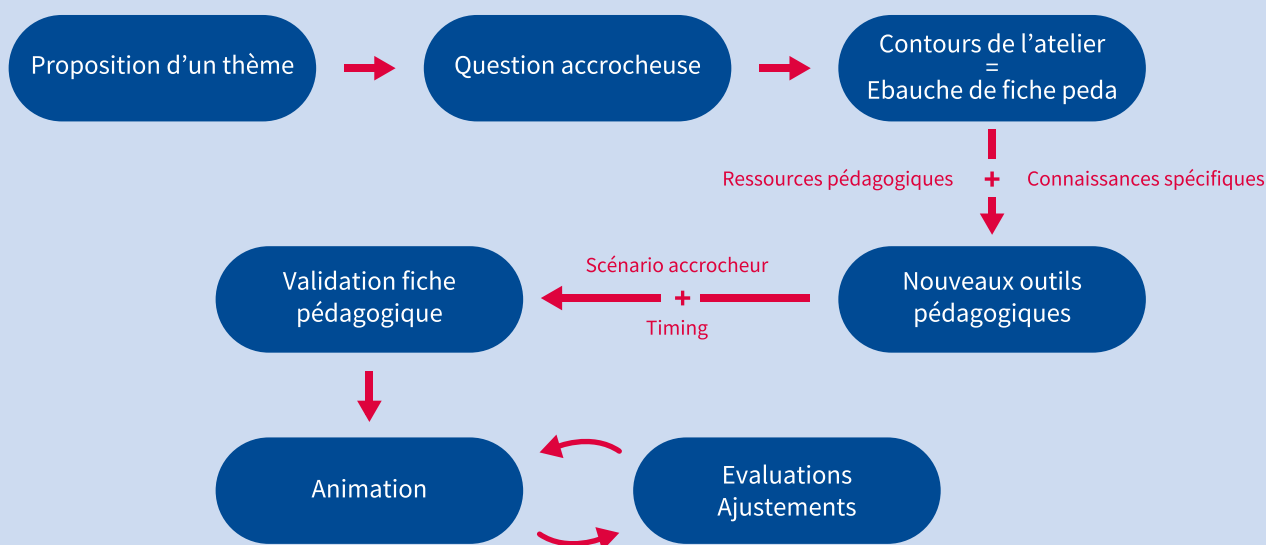 Proposition d’un thème
Question accrocheuse
Contours de l’atelier
=
Ebauche de fiche peda
Ressources pédagogiques + Connaissances spécifiques
Nouveaux outils
pédagogiques
Scénario accrocheur
+
Timing
Validation fiche
pédagogique
Animation
Evaluations
Ajustements